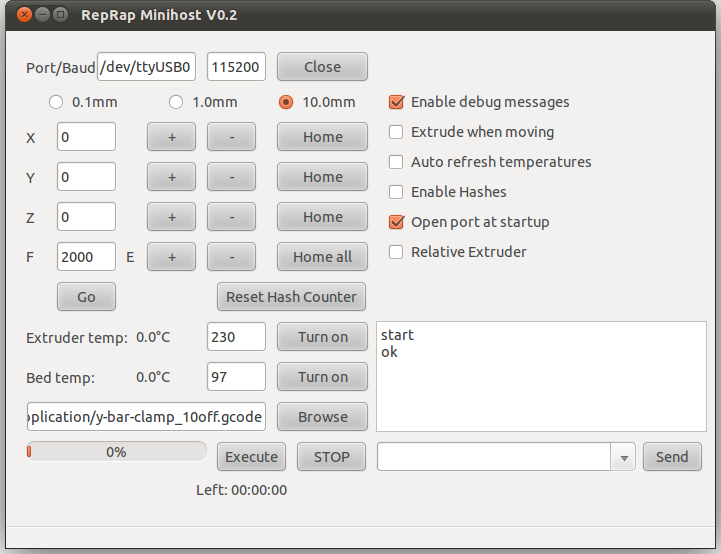 RepRap Minihost V0.2
Port/Baud /dev/ttyUSB0 115200 Close
0.1mm 1.0mm 10.0mm Enable debug messages
X 0 + - Home Extrude when moving
Y 0 + - Home Auto refresh temperatures
Z 0 + - Home Enable Hashes
Open port at startup
F 2000 E + - Home all Relative Extruder
Go Reset Hash Counter
Extruder temp: 0.0°C 230 Turn on start
ok
Bed temp: 0.0°C 97 Turn on
plication/y-bar-clamp_10off.gcode Browse
0% Execute STOP Send
Left: 00:00:00